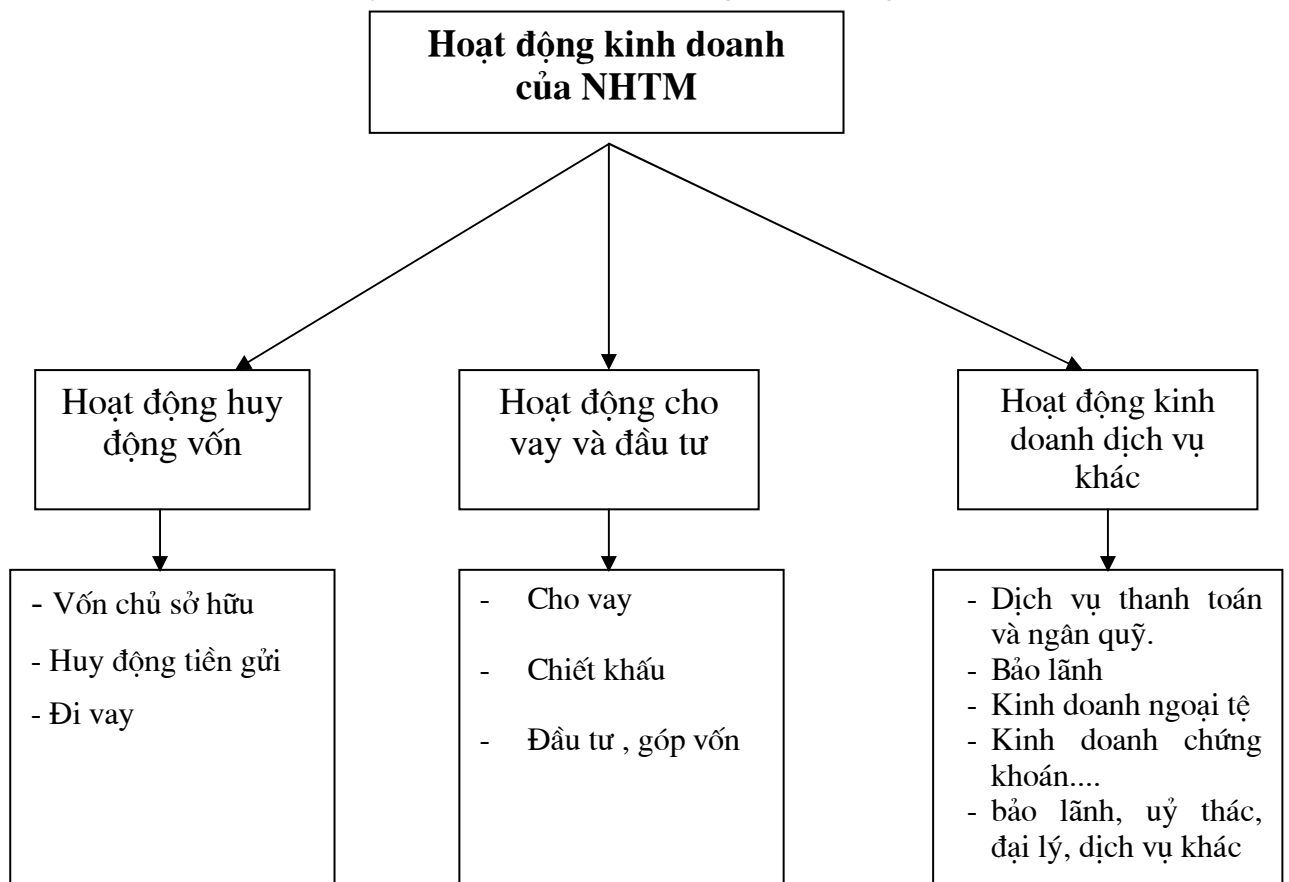 Hoạt động kinh doanh
của NHTM
Hoạt động huy
động vốn
Hoạt động cho
vay và đầu tư
Hoạt động kinh
doanh dịch vụ
khác
- Vốn chủ sở hữu
- Huy động tiền gửi
- Đi vay
- Cho vay
- Chiết khấu
- Đầu tư , góp vốn
- Dịch vụ thanh toán
và ngân quỹ.
- Bảo lãnh
- Kinh doanh ngoại tệ
- Kinh doanh chứng
khoán....
- bảo lãnh, uỷ thác,
đại lý, dịch vụ khác